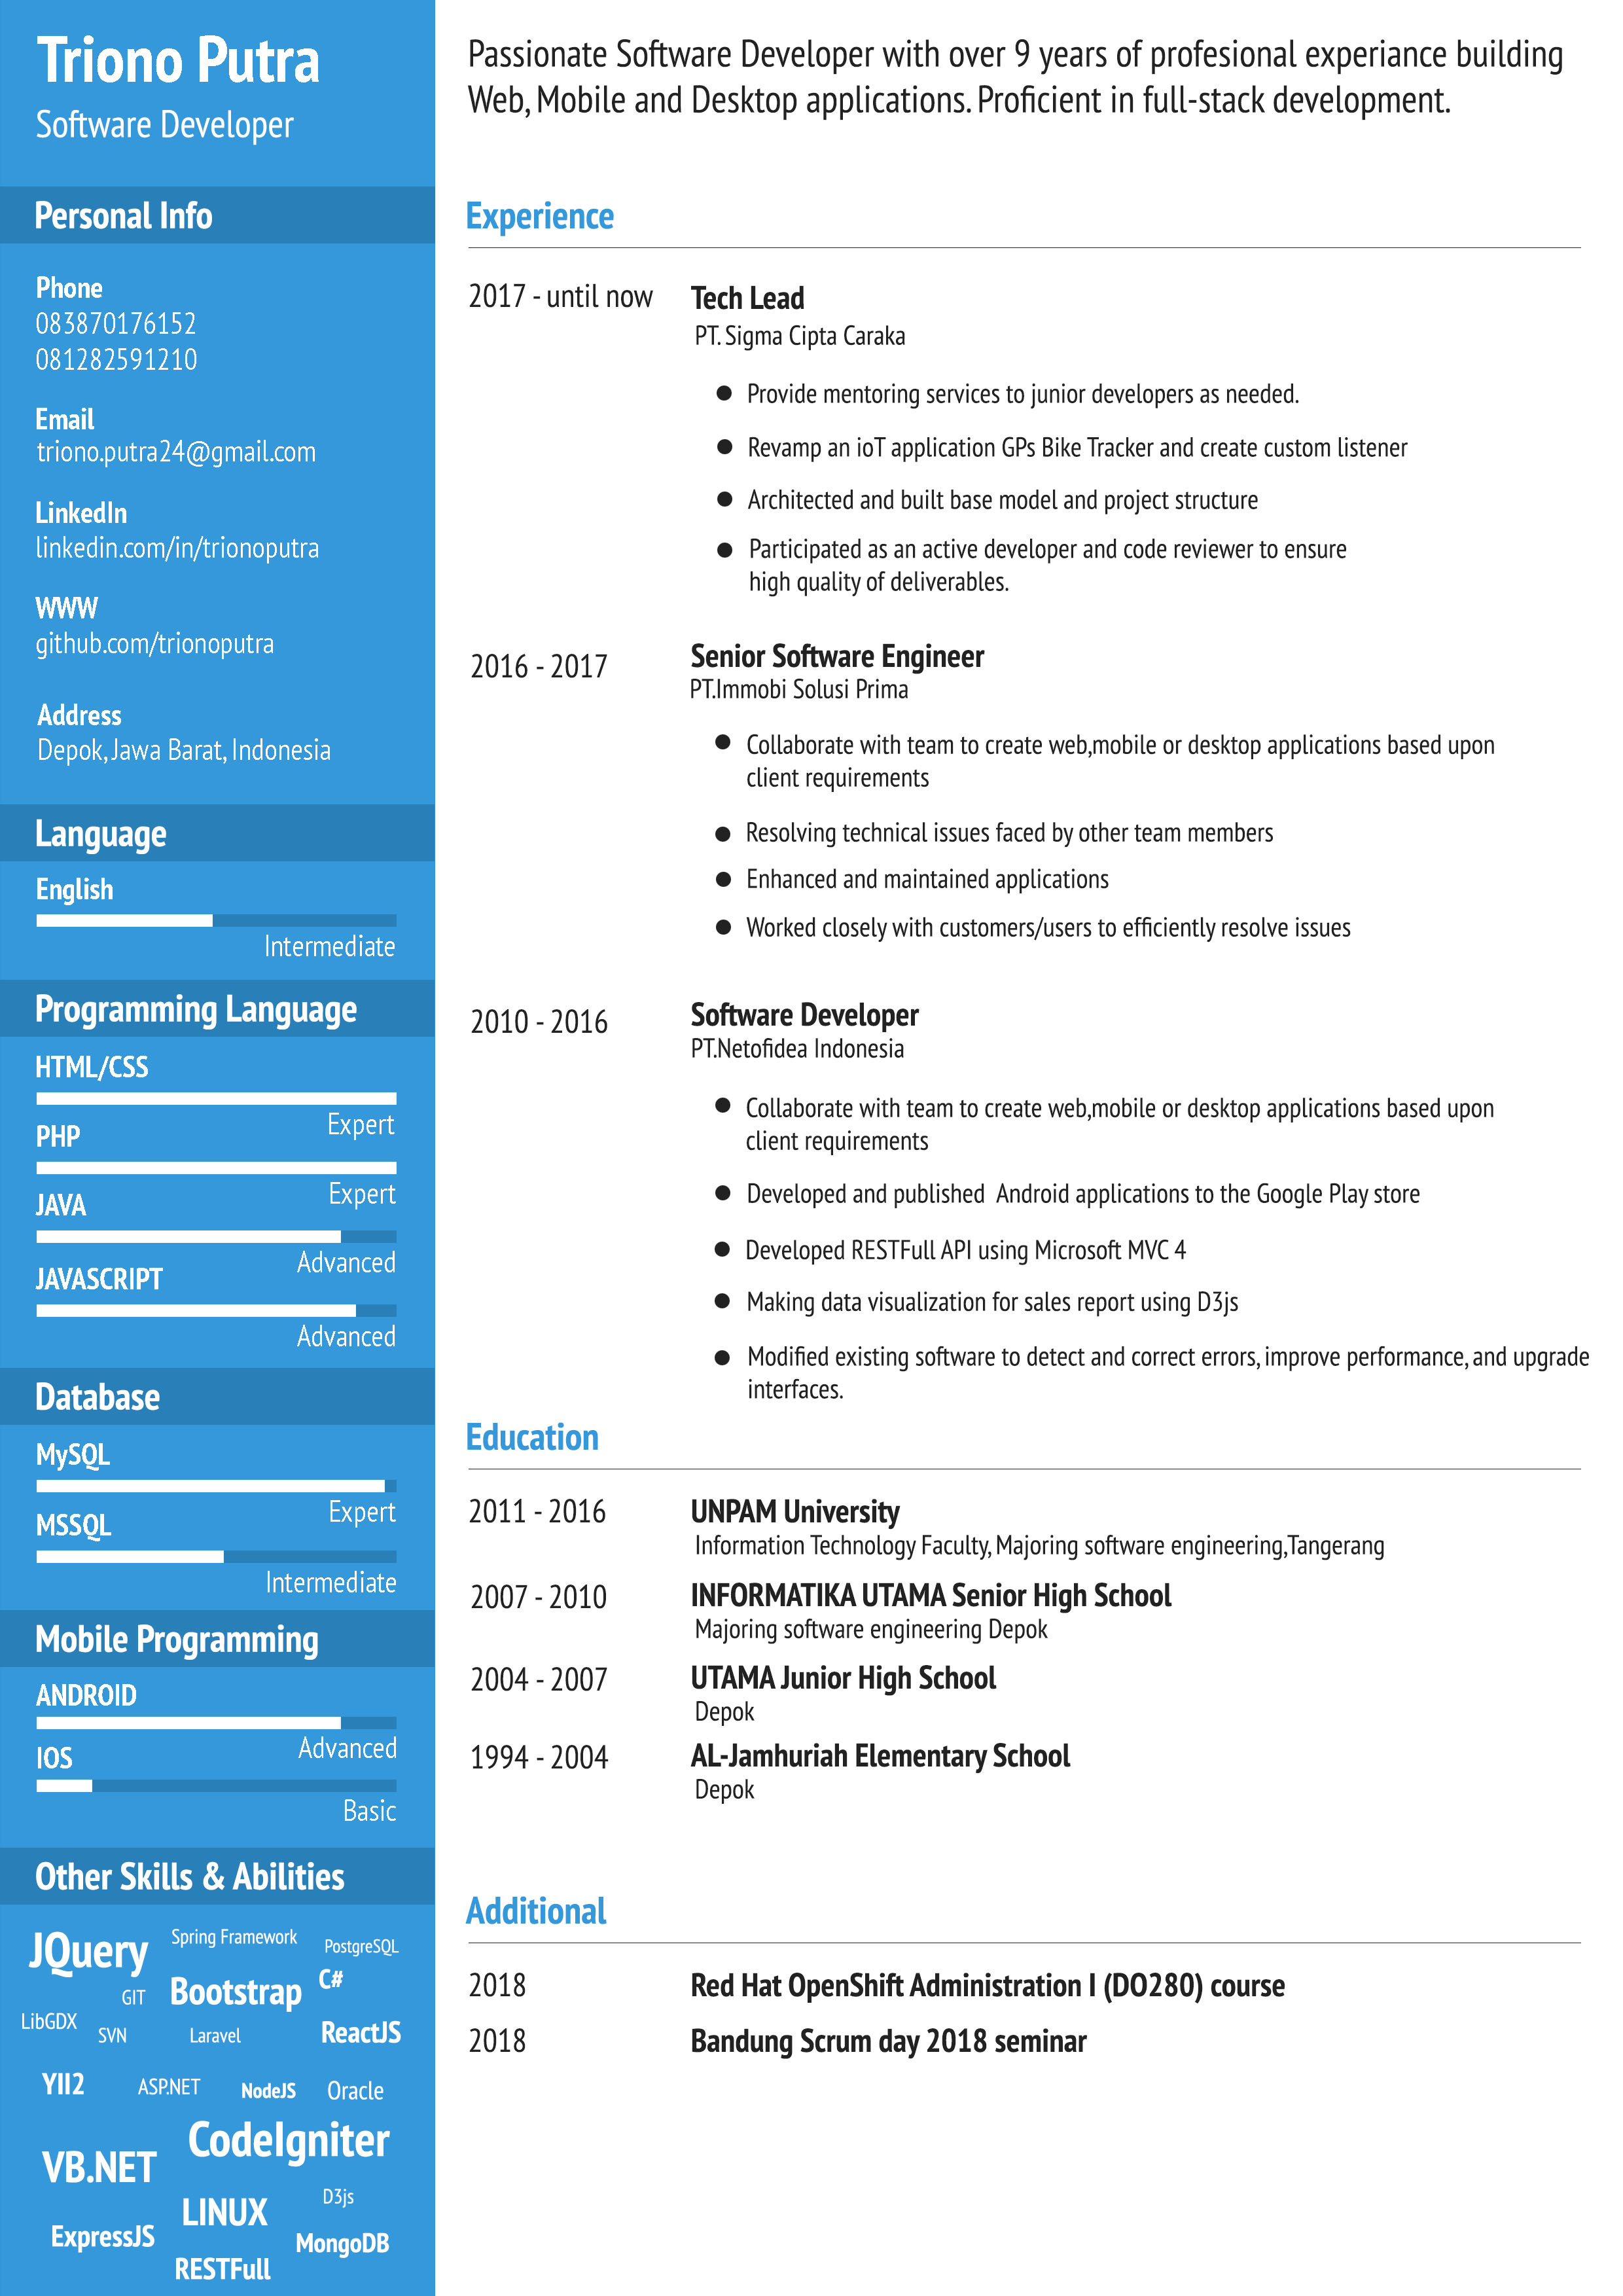 Triono Putra
Software Developer
Personal Info
Phone
083870176152
081282591210
Email
triono.putra24@gmail.com
LinkedIn
linkedin.com/in/trionoputra
WWW
github.com/trionoputra
Address
Depok, Jawa Barat, Indonesia
Language
English
Intermediate
Programming Language
HTML/CSS
Expert
PHP
Expert
JAVA
Advanced
JAVASCRIPT
Advanced
Database
MySQL
Expert
MSSQL
Intermediate
Mobile Programming
ANDROID
Advanced
IOS
Basic
Other Skills & Abilities
JQuery
Spring Framework
PostgreSQL
C#
GIT
Bootstrap
LibGDX
SVN
Laravel
ReactJS
YII2
ASP.NET
NodeJS
Oracle
CodeIgniter
VB.NET
D3js
LINUX
ExpressJS
MongoDB
RESTFull
Passionate Software Developer with over 9 years of profesional experiance building
Web, Mobile and Desktop applications. Proficient in full-stack development.
Experience
2017 - until now
Tech Lead
PT. Sigma Cipta Caraka
● Provide mentoring services to junior developers as needed.
● Revamp an ioT application GPs Bike Tracker and create custom listener
● Architected and built base model and project structure
● Participated as an active developer and code reviewer to ensure
high quality of deliverables.
2016 - 2017
Senior Software Engineer
PT.Immobi Solusi Prima
● Collaborate with team to create web,mobile or desktop applications based upon
client requirements
● Resolving technical issues faced by other team members
● Enhanced and maintained applications
● Worked closely with customers/users to efficiently resolve issues
2010 - 2016
Software Developer
PT.Netofidea Indonesia
● Collaborate with team to create web,mobile or desktop applications based upon
client requirements
● Developed and published Android applications to the Google Play store
● Developed RESTFull API using Microsoft MVC 4
● Making data visualization for sales report using D3js
● Modified existing software to detect and correct errors, improve performance, and upgrade
interfaces.
Education
2011 - 2016
UNPAM University
Information Technology Faculty, Majoring software engineering,Tangerang
2007 - 2010
INFORMATIKA UTAMA Senior High School
Majoring software engineering Depok
2004 - 2007
UTAMA Junior High School
Depok
1994 - 2004
AL-Jamhuriah Elementary School
Depok
Additional
2018
Red Hat OpenShift Administration I (DO280) course
2018
Bandung Scrum day 2018 seminar